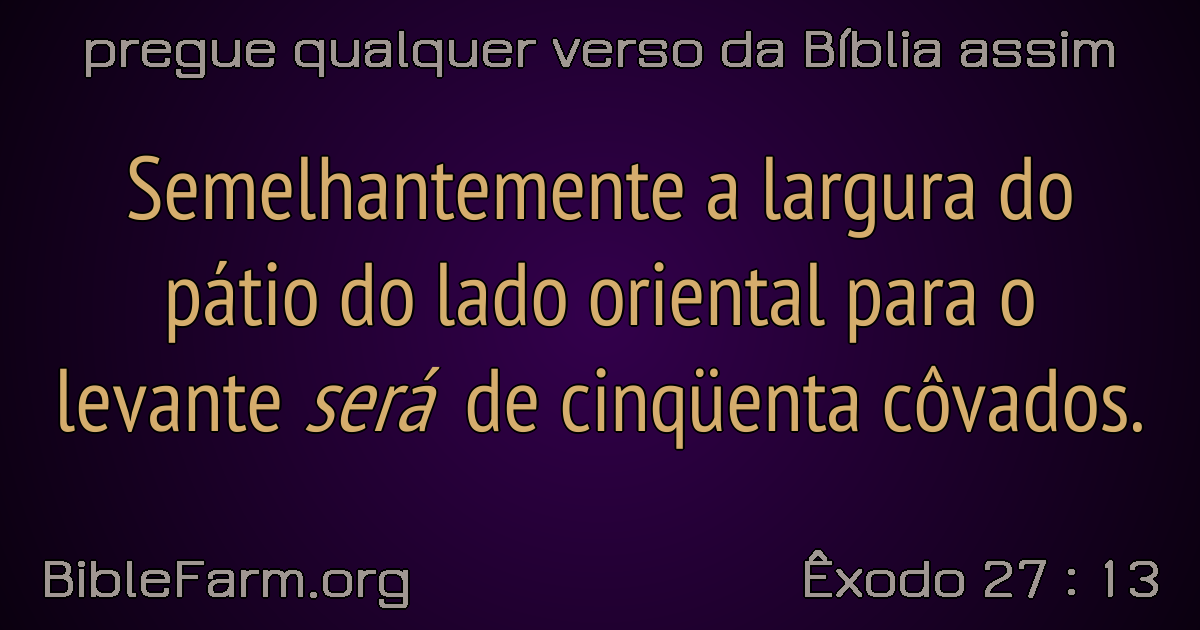 pregue qualquer verso da Bíblia assim
Semelhantemente a largura do
pátio do lado oriental para o
levante será de cinqüenta côvados.
BibleFarm.org
Êxodo 27 : 13